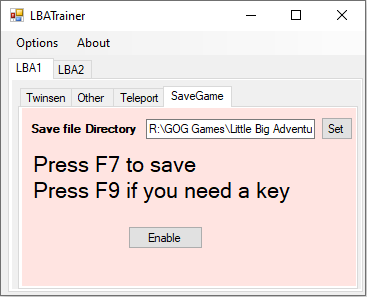 LBATrainer
Options About
LBA1 LBA2
Twinsen Other Teleport SaveGame
Save file Directory R:\GOG Games\Little Big Adventu Set
Press F7 to save
Press F9 if you need a key
Enable